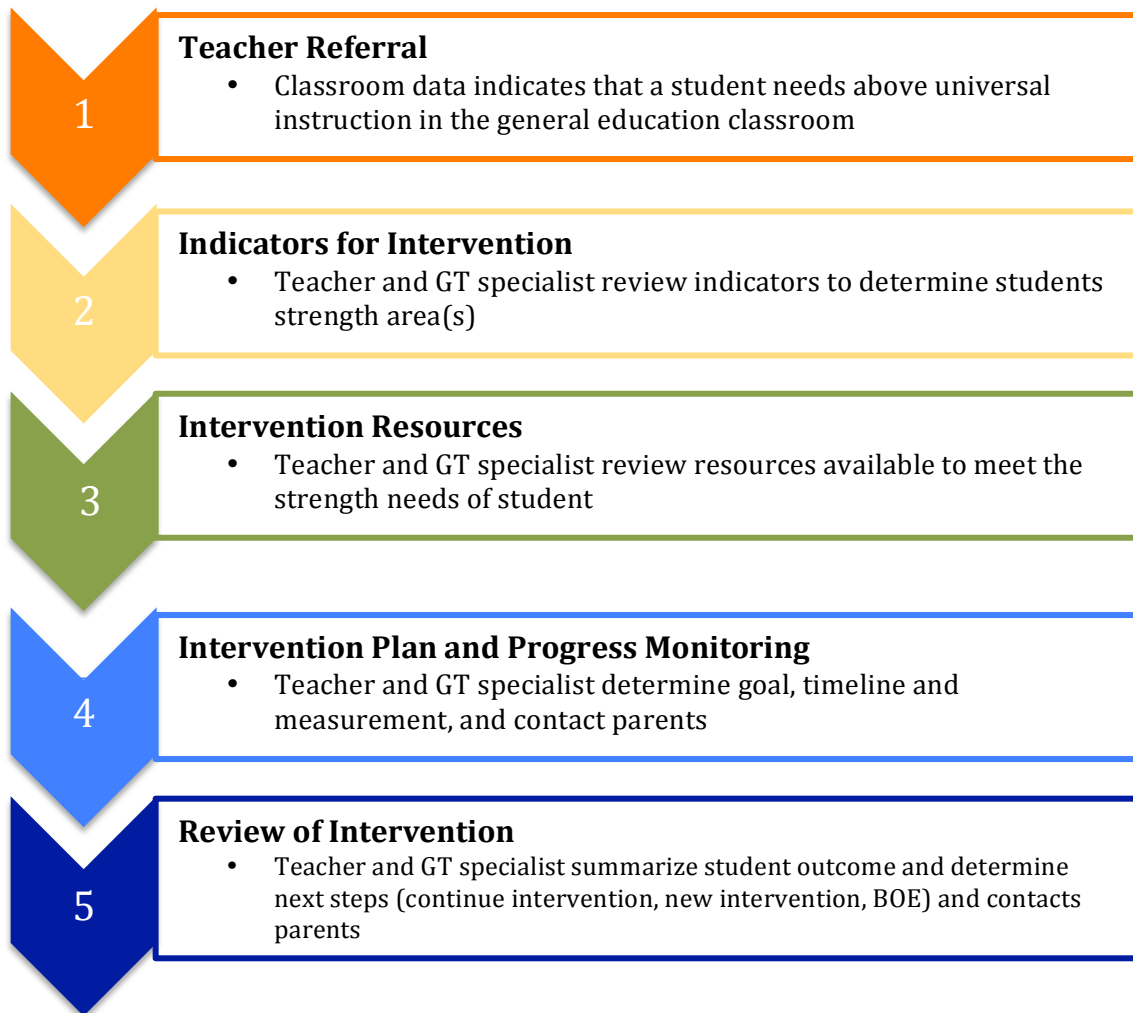 1
Teacher Referral
• Classroom data indicates that a student needs above universal
instruction in the general education classroom
2
Indicators for Intervention
• Teacher and GT specialist review indicators to determine students
strength area(s)
3
Intervention Resources
• Teacher and GT specialist review resources available to meet the
strength needs of student
4
Intervention Plan and Progress Monitoring
• Teacher and GT specialist determine goal, timeline and
measurement, and contact parents
5
Review of Intervention
• Teacher and GT specialist summarize student outcome and determine
next steps (continue intervention, new intervention, BOE) and contacts
parents